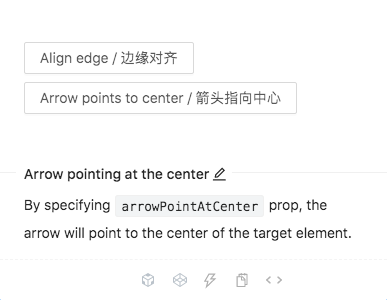 Align edge / 边缘对齐
Arrow points to center / 箭头指向中心
Arrow pointing at the center
By specifying arrowPointAtCenter prop, the
arrow will point to the center of the target element.